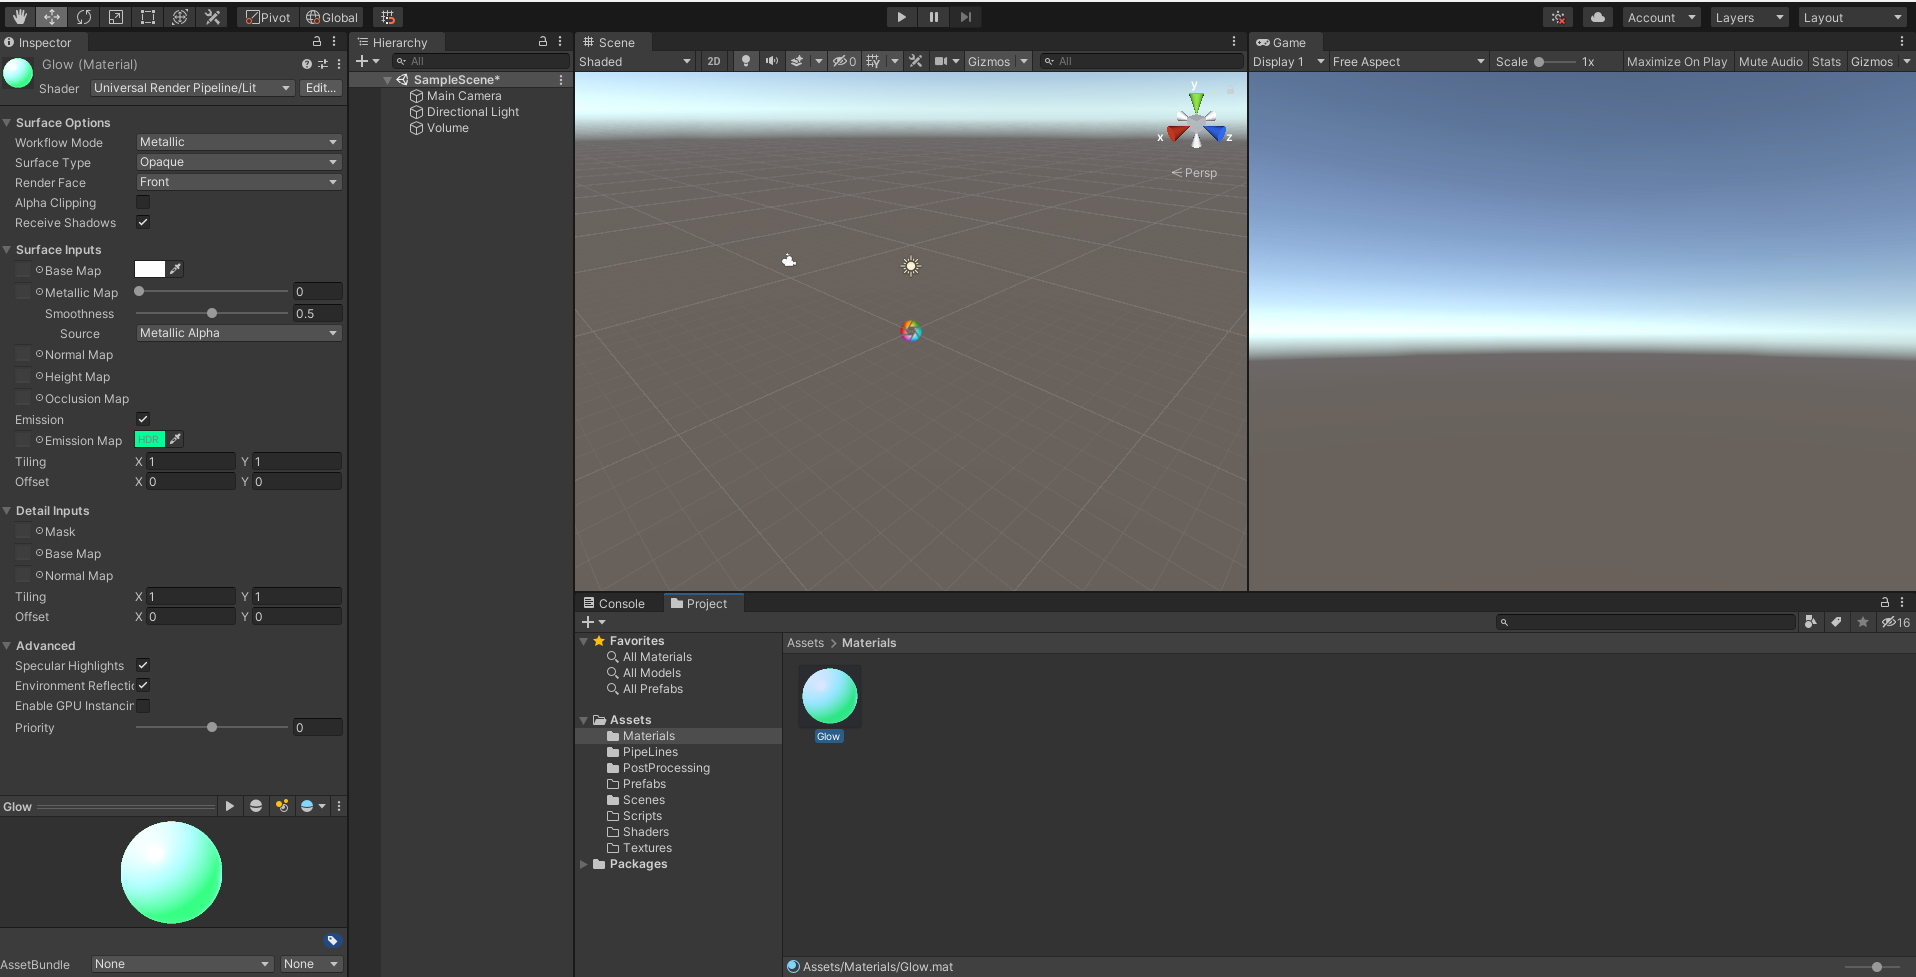 Pivot Global Account Layers Layout
Inspector
Glow (Material)
Shader Universal Render Pipeline/Lit Edit...
Surface Options
Workflow Mode Metallic
Surface Type Opaque
Render Face Front
Alpha Clipping
Receive Shadows
Surface Inputs
Base Map
Metallic Map 0
Smoothness 0.5
Source Metallic Alpha
Normal Map
Height Map
Occlusion Map
Emission
Emission Map HDR
Tiling X 1 Y 1
Offset X 0 Y 0
Detail Inputs
Mask
Base Map
Normal Map
Tiling X 1 Y 1
Offset X 0 Y 0
Advanced
Specular Highlights
Environment Reflectic
Enable GPU Instancin
Priority 0
Glow
AssetBundle None None
Hierarchy
All
SampleScene*
Main Camera
Directional Light
Volume
Scene
Shaded 2D 0 Gizmos All
y
x z
Persp
Game
Display 1 Free Aspect Scale 1x Maximize On Play Mute Audio Stats Gizmos
Console Project
16
Favorites
All Materials
All Models
All Prefabs
Assets
Materials
PipeLines
PostProcessing
Prefabs
Scenes
Scripts
Shaders
Textures
Packages
Assets > Materials
Glow
Assets/Materials/Glow.mat